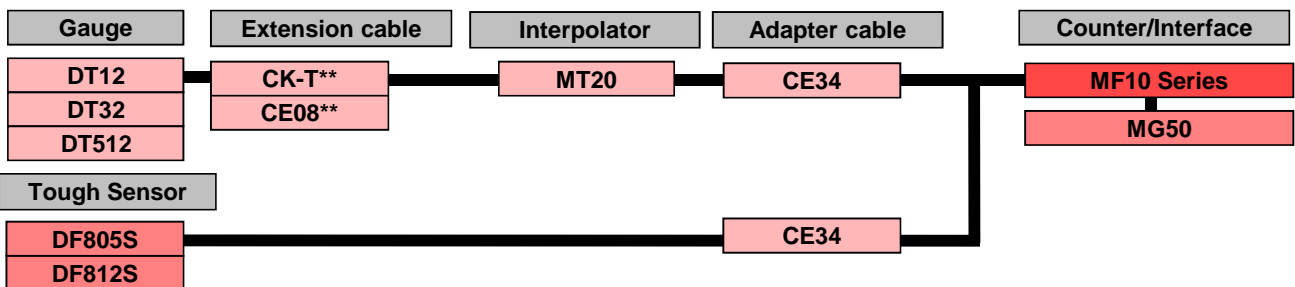 Gauge
Extension cable
Interpolator
Adapter cable
Counter/Interface
DT12
CK-T**
MT20
CE34
MF10 Series
DT32
CE08**
MG50
DT512
Tough Sensor
DF805S
CE34
DF812S